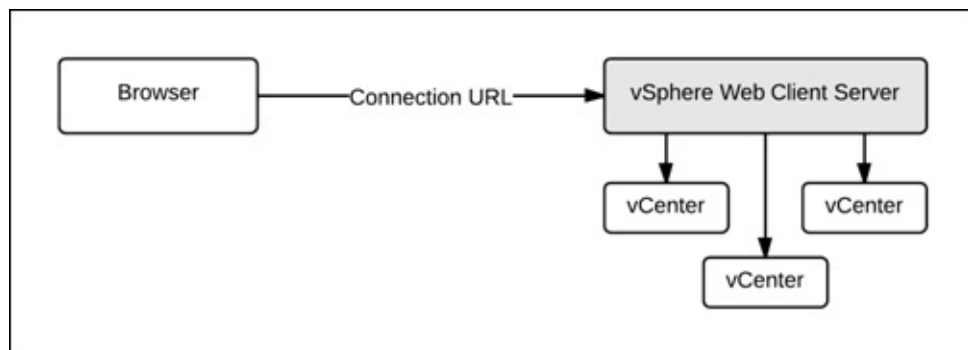 Browser
Connection URL
vSphere Web Client Server
vCenter
vCenter
vCenter